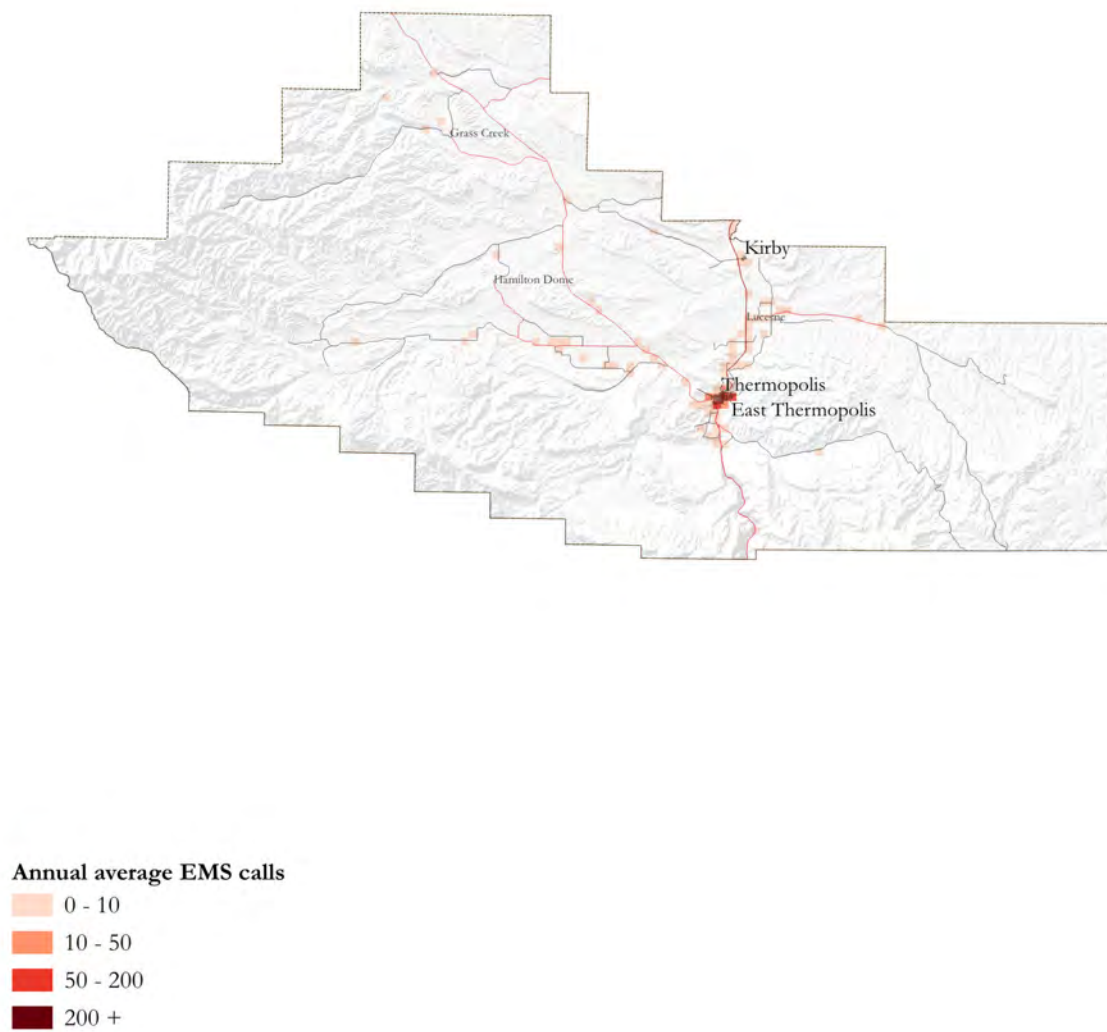 Grass Creek
Kirby
Hamilton Dome
Lucerne
Thermopolis
East Thermopolis
Annual average EMS calls
0 - 10
10 - 50
50 - 200
200 +